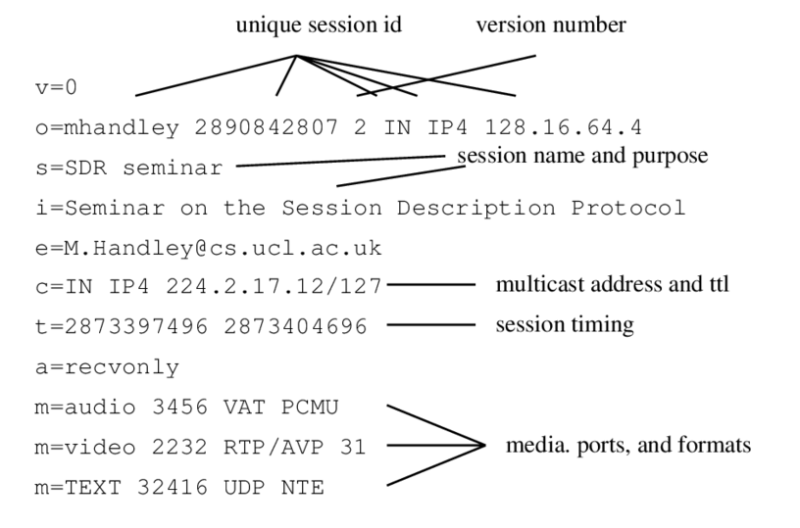 unique session id version number
v=0
o=mhandley 2890842807 2 IN IP4 128.16.64.4
s=SDR seminar session name and purpose
i=Seminar on the Session Description Protocol
e=M.Handley@cs.ucl.ac.uk
c=IN IP4 224.2.17.12/127 multicast address and ttl
t=2873397496 2873404696 session timing
a=recvonly
m=audio 3456 VAT PCMU
m=video 2232 RTP/AVP 31 media. ports, and formats
m=TEXT 32416 UDP NTE